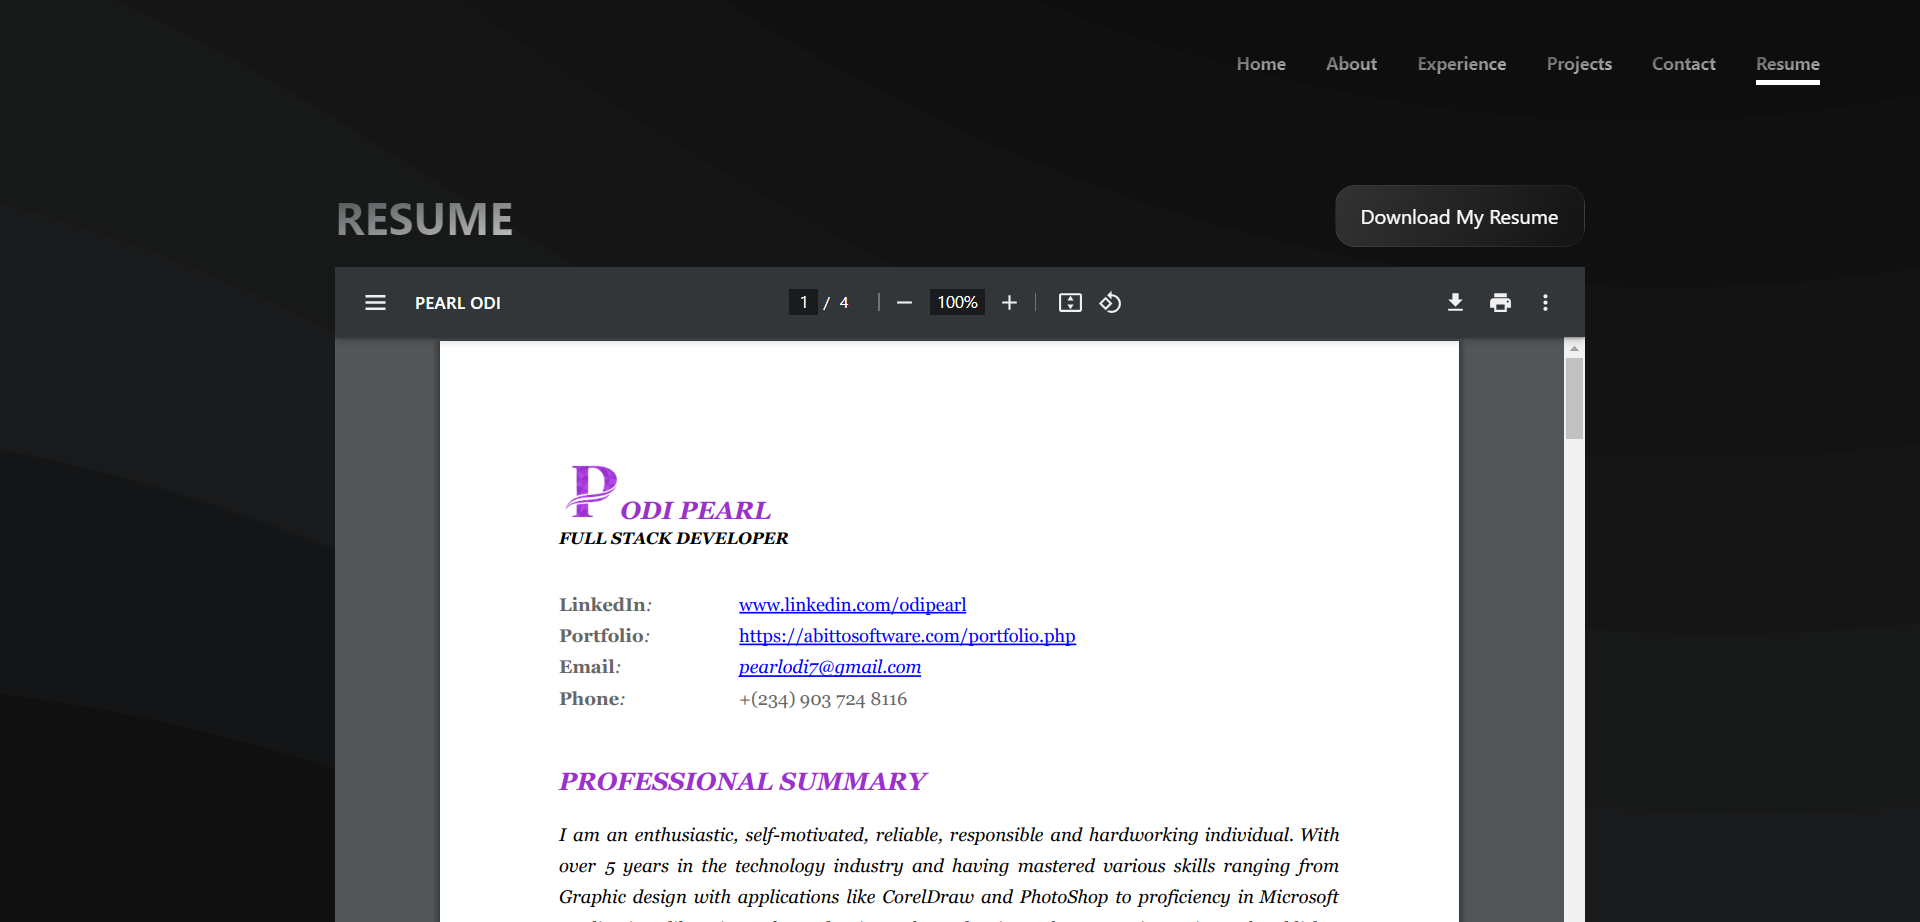 Home About Experience Projects Contact Resume
RESUME
Download My Resume
PEARL ODI
1 / 4
100%
P ODI PEARL
FULL STACK DEVELOPER
LinkedIn: www.linkedin.com/odipearl
Portfolio: https://abittosoftware.com/portfolio.php
Email: pearlodi7@gmail.com
Phone: +(234) 903 724 8116
PROFESSIONAL SUMMARY
I am an enthusiastic, self-motivated, reliable, responsible and hardworking individual. With
over 5 years in the technology industry and having mastered various skills ranging from
Graphic design with applications like CorelDraw and PhotoShop to proficiency in Microsoft